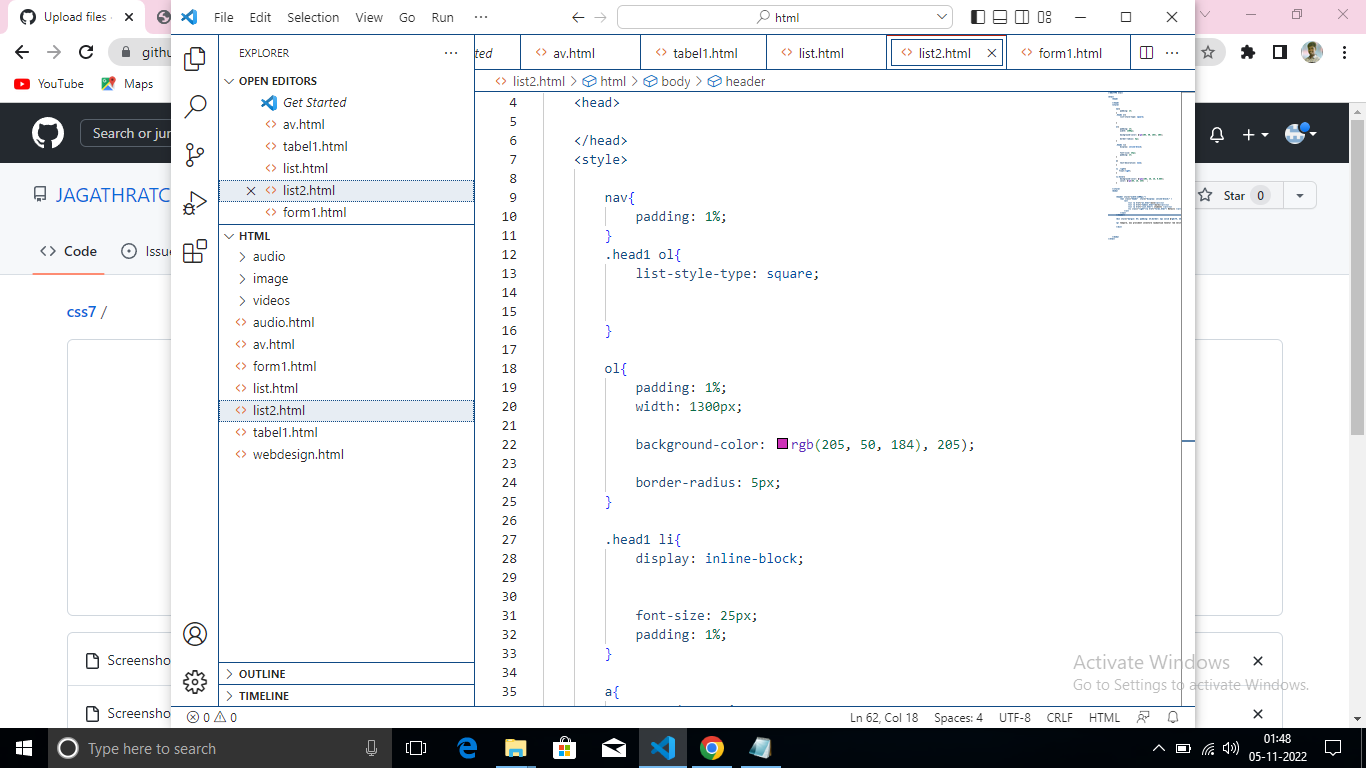 Upload files
File Edit Selection View Go Run ···
html
githu
YouTube
Maps
Search or jur
JAGATHRATC
Star 0
Code
Issue
css7 /
Screensho
Screensho
EXPLORER
OPEN EDITORS
Get Started
av.html
tabel1.html
list.html
list2.html
form1.html
HTML
audio
image
videos
audio.html
av.html
form1.html
list.html
list2.html
tabel1.html
webdesign.html
OUTLINE
TIMELINE
ted av.html tabel1.html list.html list2.html form1.html
list2.html > html > body > header
4 <head>
5
6 </head>
7 <style>
8
9 nav{
10 padding: 1%;
11 }
12 .head1 ol{
13 list-style-type: square;
14
15
16 }
17
18 ol{
19 padding: 1%;
20 width: 1300px;
21
22 background-color: rgb(205, 50, 184), 205);
23
24 border-radius: 5px;
25 }
26
27 .head1 li{
28 display: inline-block;
29
30
31 font-size: 25px;
32 padding: 1%;
33 }
34
35 a{
Activate Windows
Go to Settings to activate Windows.
0 0
Ln 62, Col 18 Spaces: 4 UTF-8 CRLF HTML
Type here to search
01:48
05-11-2022